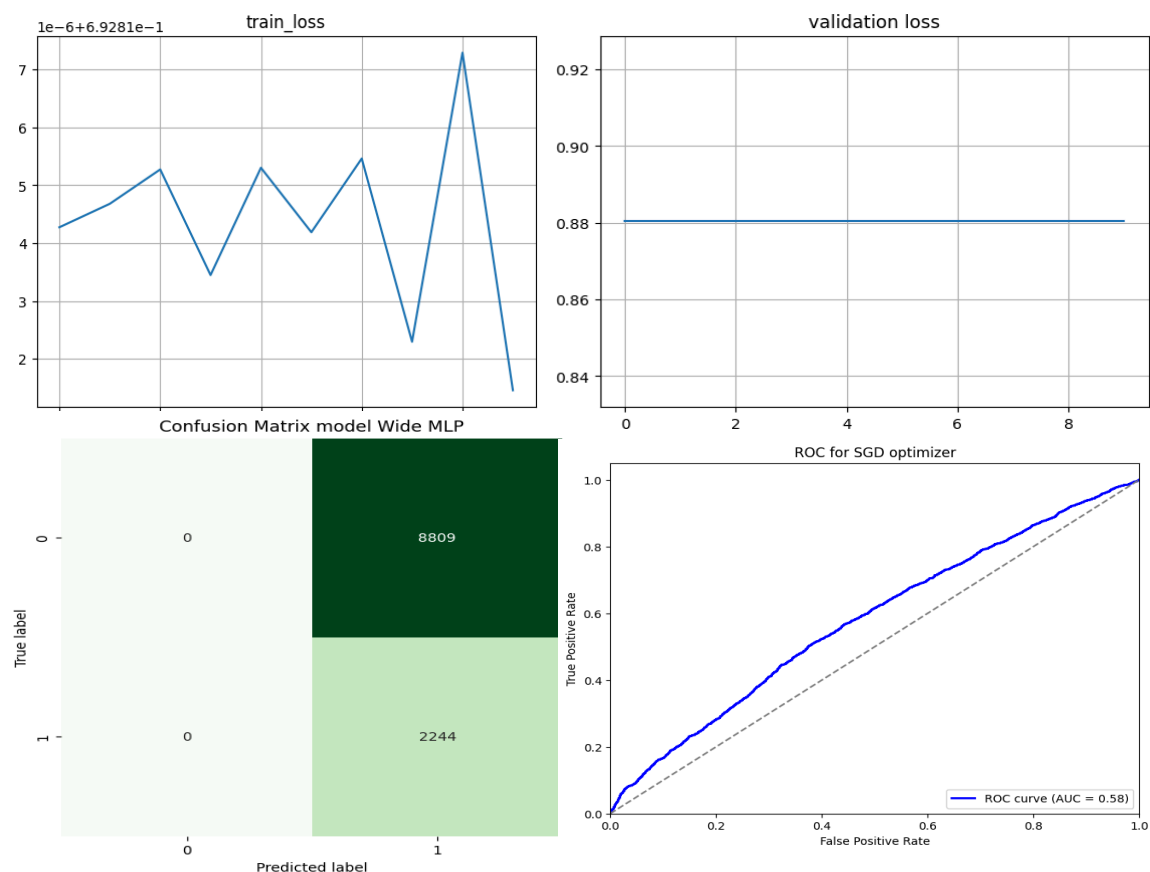 train_loss
1e−6+6.9281e−1
7
6
5
4
3
2
validation loss
0.92
0.90
0.88
0.86
0.84
0 2 4 6 8
Confusion Matrix model Wide MLP
True label
0
1
0 8809
0 2244
0 1
Predicted label
ROC for SGD optimizer
True Positive Rate
1.0
0.8
0.6
0.4
0.2
0.0
ROC curve (AUC = 0.58)
0.0 0.2 0.4 0.6 0.8 1.0
False Positive Rate